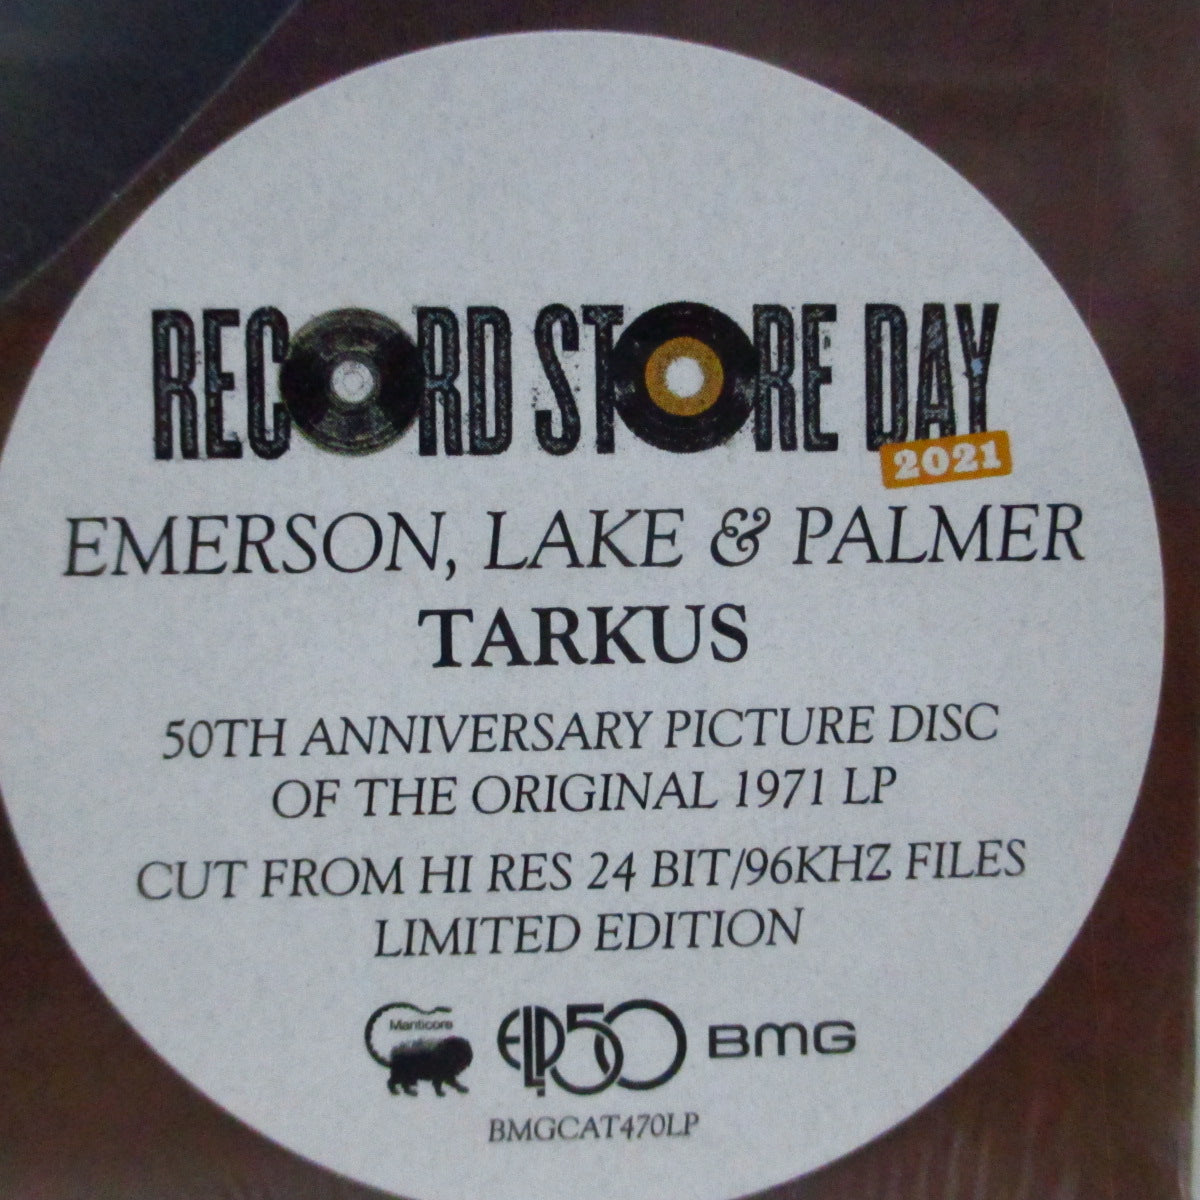 RECORD STORE DAY
2021
EMERSON, LAKE & PALMER
TARKUS
50TH ANNIVERSARY PICTURE DISC
OF THE ORIGINAL 1971 LP
CUT FROM HI RES 24 BIT/96KHZ FILES
LIMITED EDITION
Manticore ELP50 BMG
BMGCAT470LP